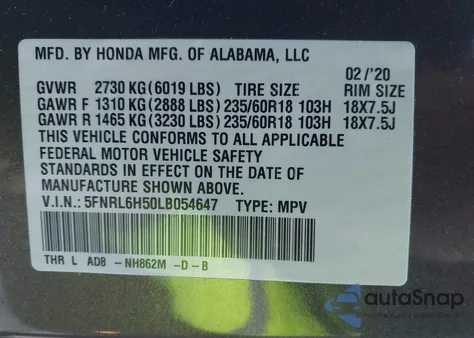 MFD. BY HONDA MFG. OF ALABAMA, LLC
02/'20
GVWR 2730 KG (6019 LBS) TIRE SIZE RIM SIZE
GAWR F 1310 KG (2888 LBS) 235/60R18 103H 18X7.5J
GAWR R 1465 KG (3230 LBS) 235/60R18 103H 18X7.5J
THIS VEHICLE CONFORMS TO ALL APPLICABLE
FEDERAL MOTOR VEHICLE SAFETY
STANDARDS IN EFFECT ON THE DATE OF
MANUFACTURE SHOWN ABOVE.
V.I.N.: 5FNRL6H50LB054647 TYPE: MPV
THR L AD8 -NH862M -D -B
autoSnap